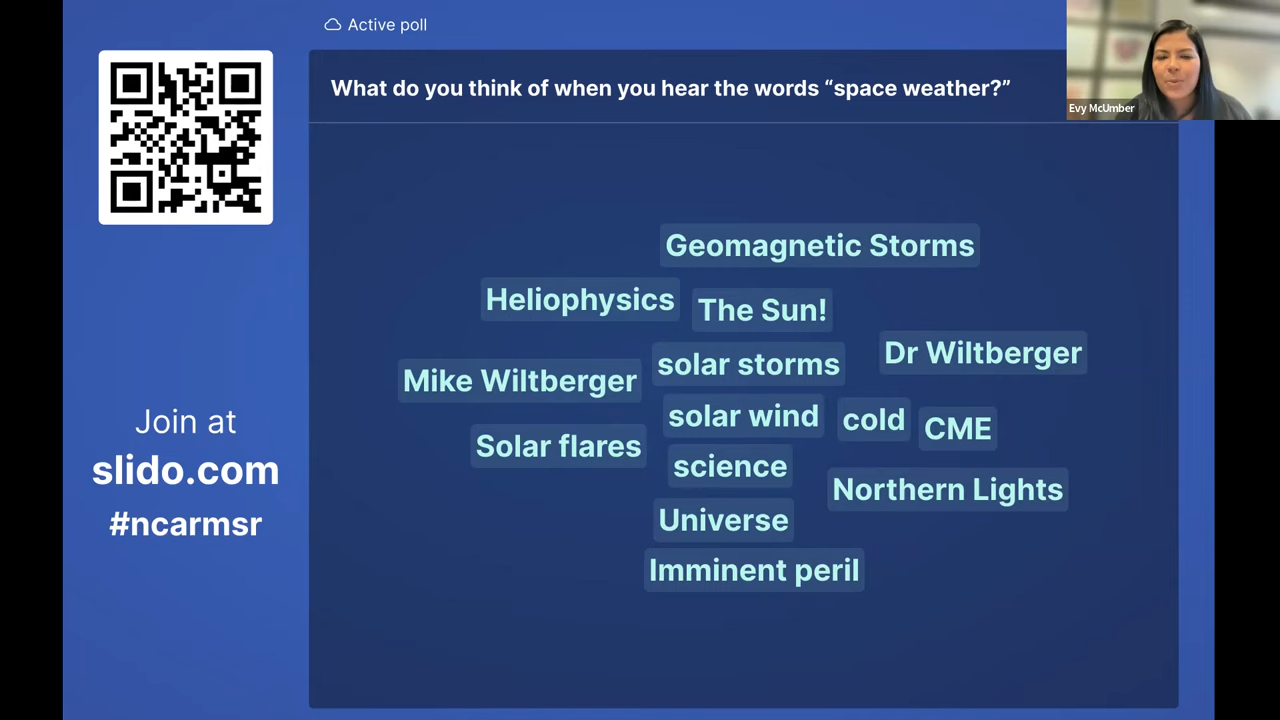 Active poll
What do you think of when you hear the words “space weather?”
Evy McUmber
Geomagnetic Storms
Heliophysics
The Sun!
Dr Wiltberger
solar storms
Mike Wiltberger
solar wind
cold
CME
Solar flares
science
Northern Lights
Universe
Imminent peril
Join at
slido.com
#ncarmsr